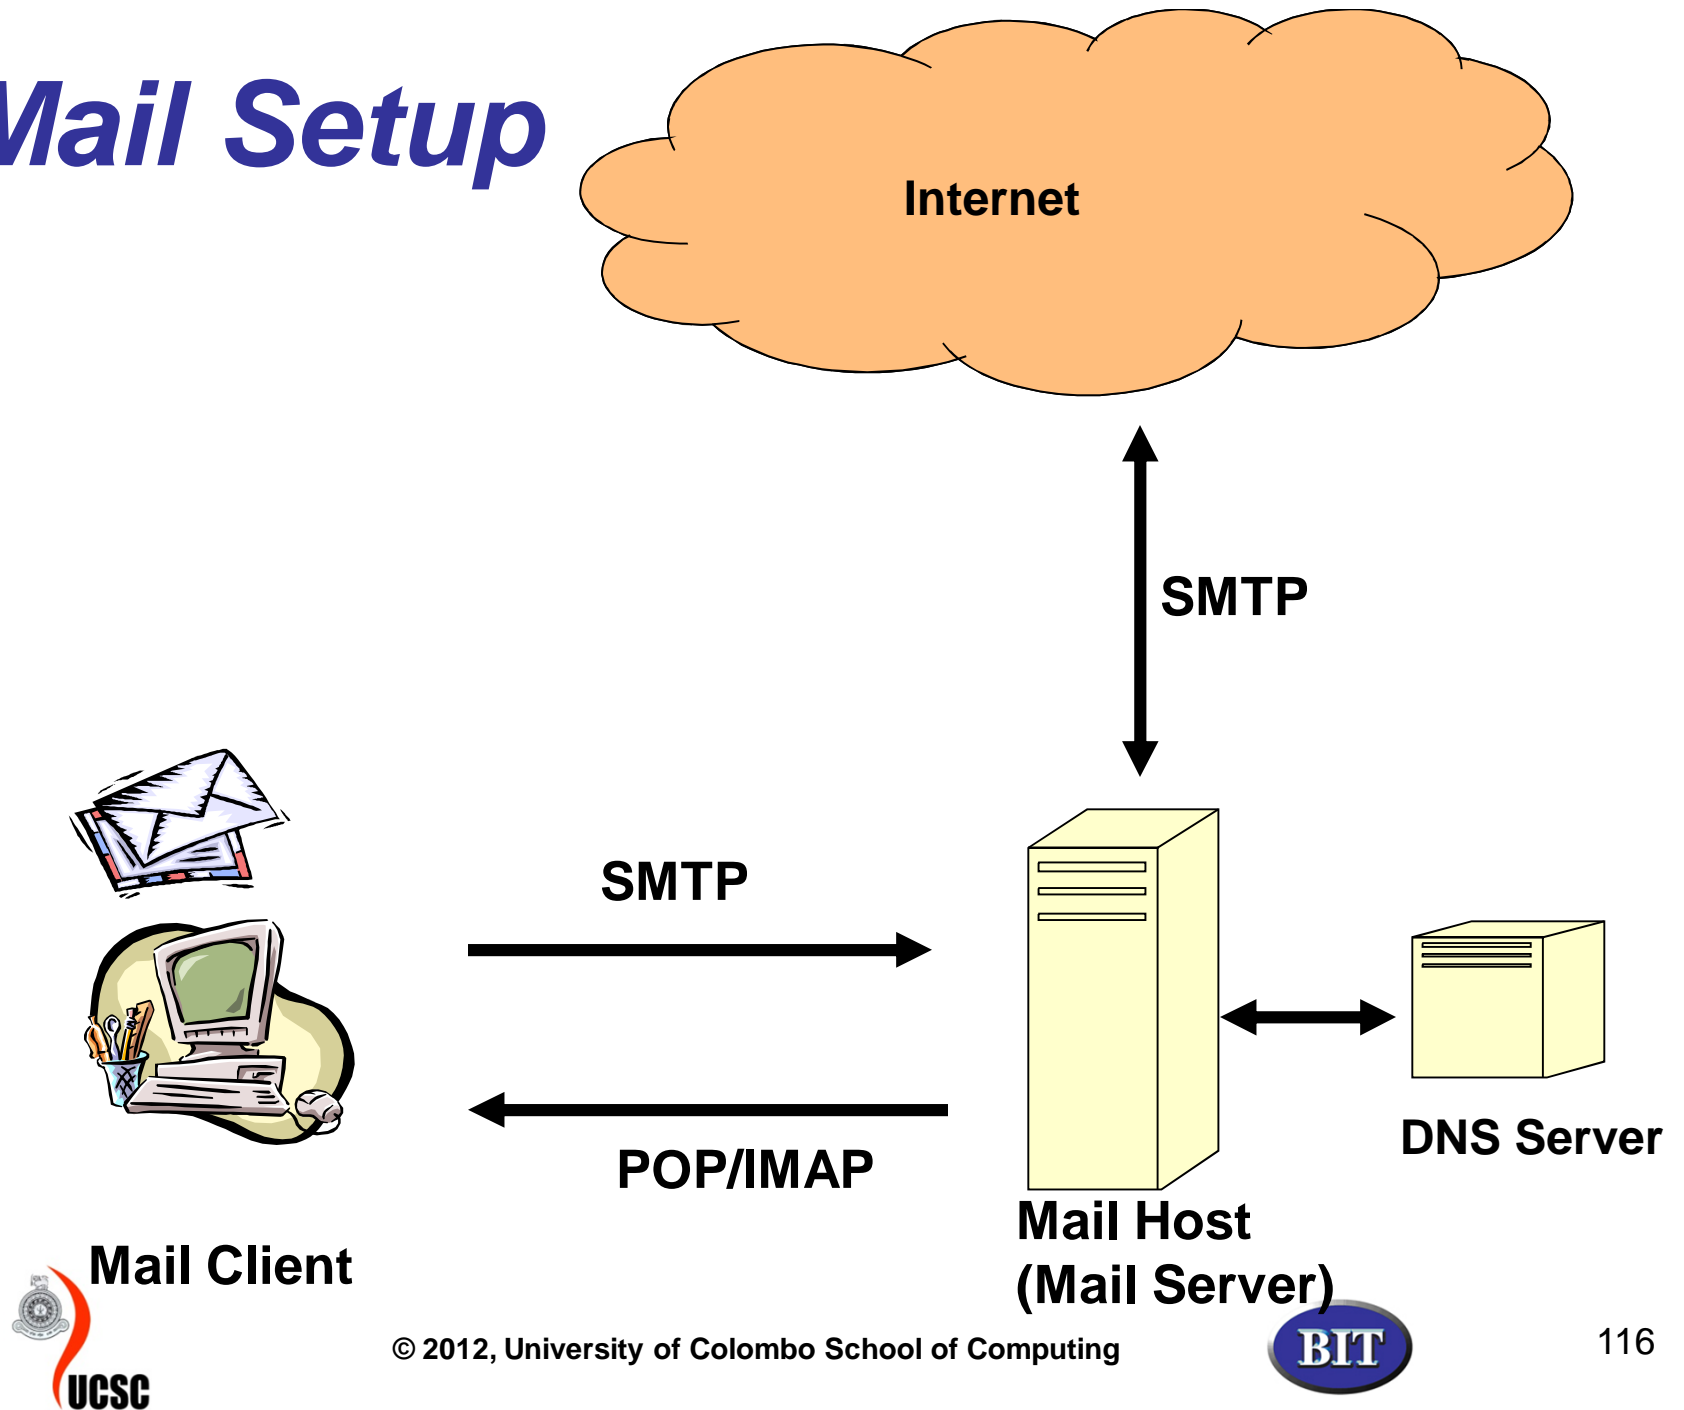 Mail Setup
Internet
SMTP
SMTP
POP/IMAP
DNS Server
Mail Host
(Mail Server)
Mail Client
© 2012, University of Colombo School of Computing
BIT
116
UCSC